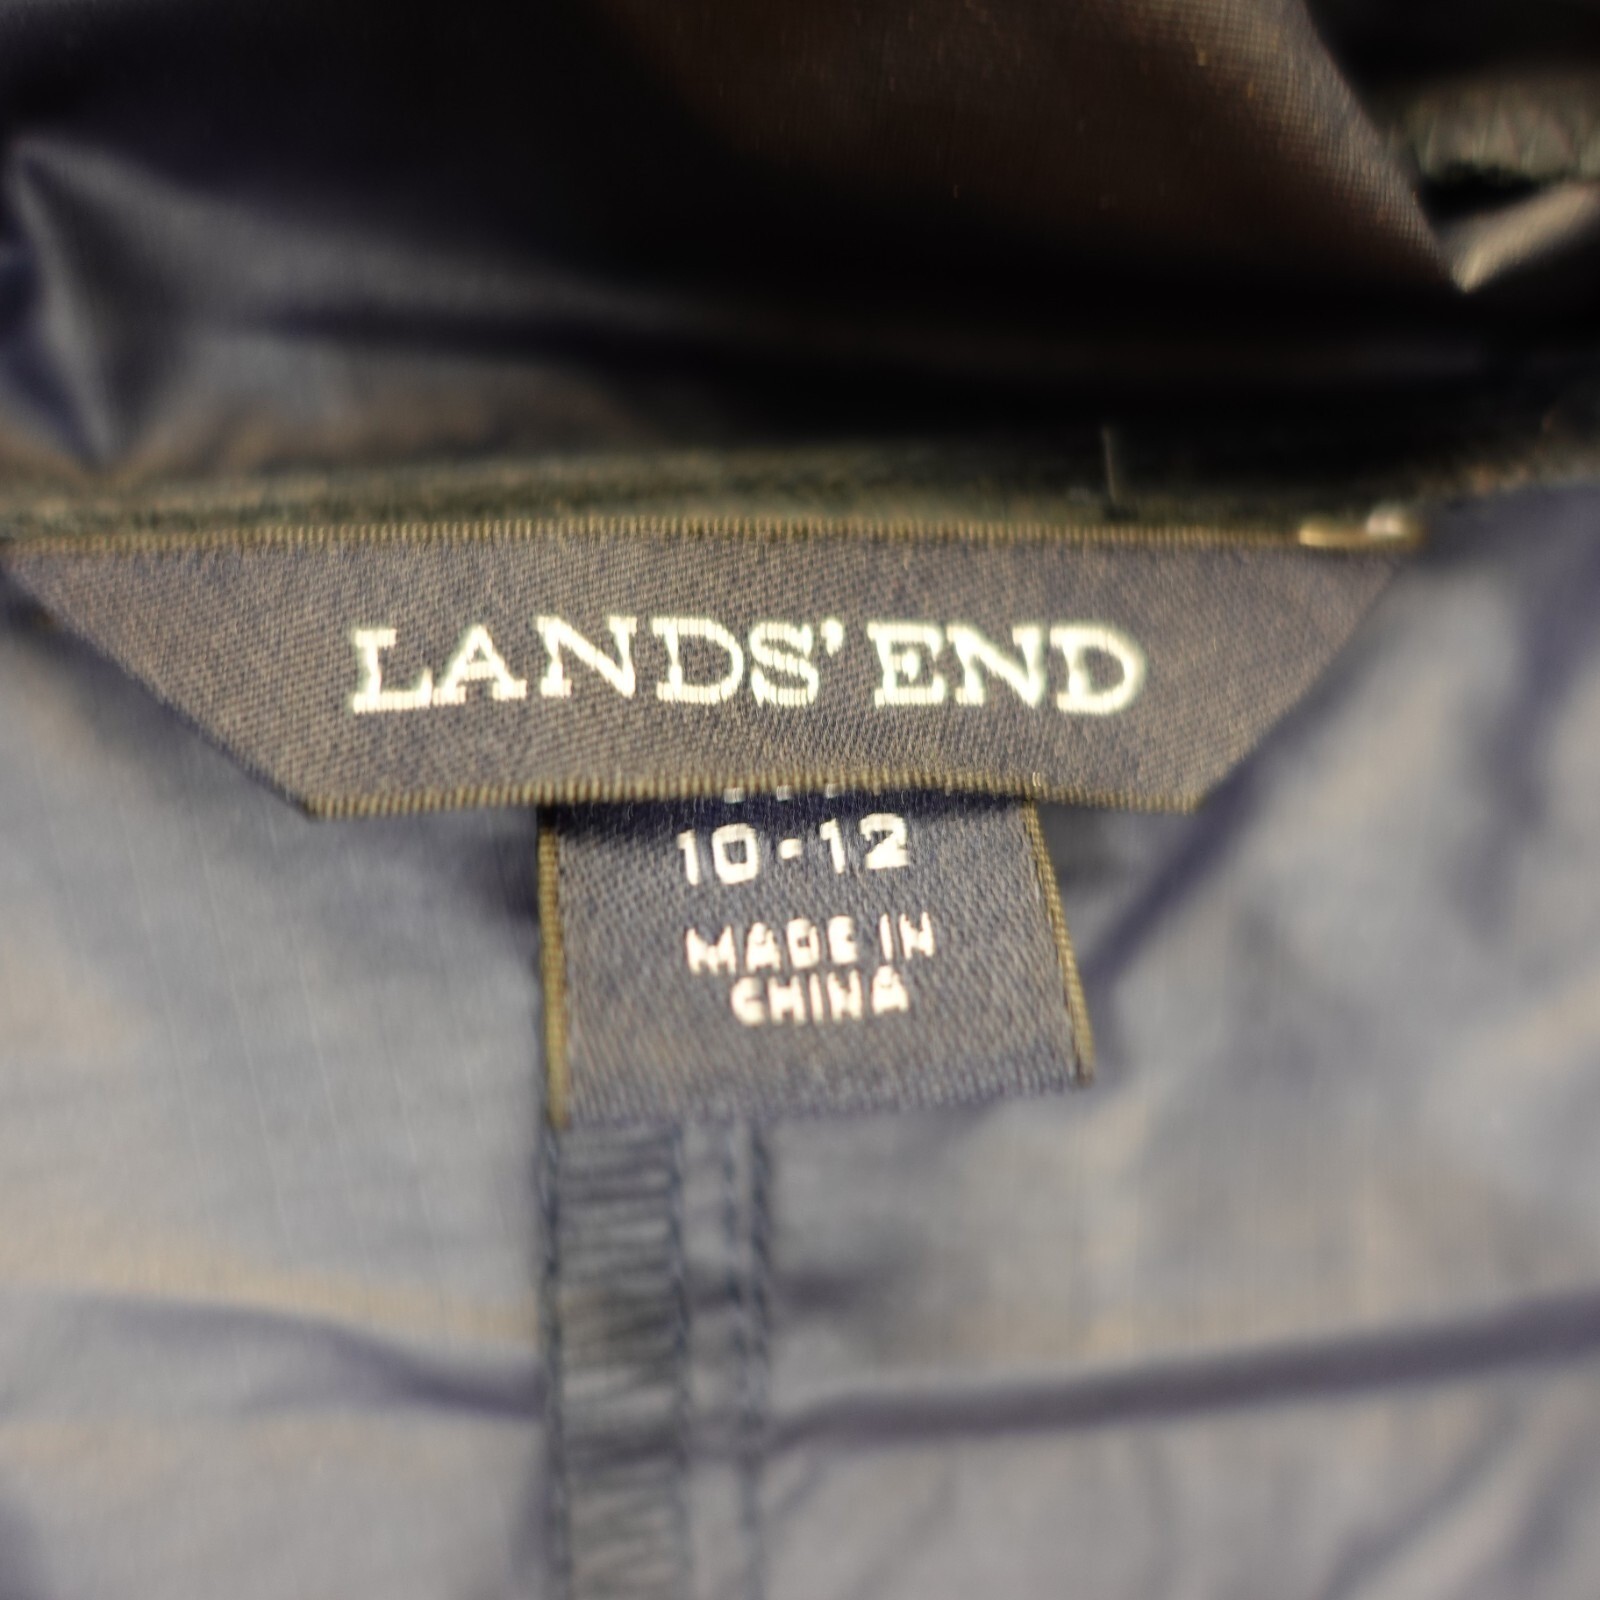 LANDS' END
10-12
MADE IN
CHINA